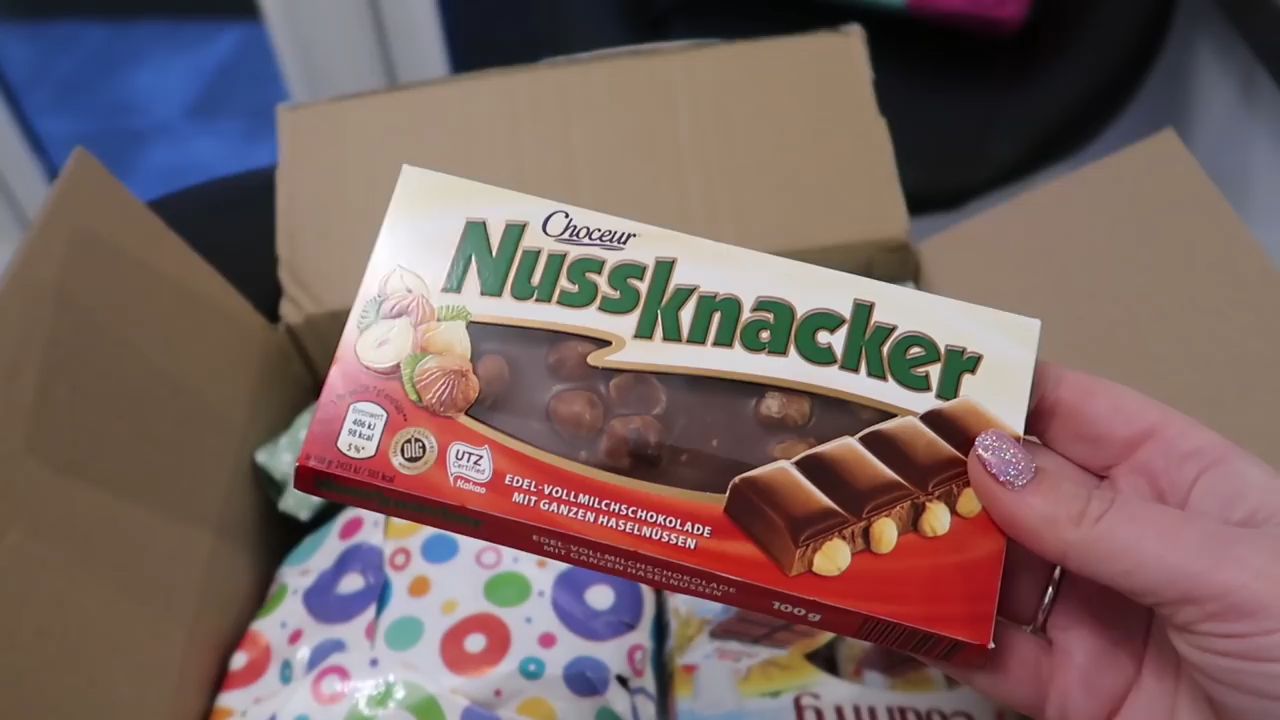 Choceur
Nussknacker
Brennwert
406 kJ
98 kcal
5 %*
DLG
UTZ
Certified
Kakao
EDEL-VOLLMILCHSCHOKOLADE
MIT GANZEN HASELNÜSSEN
EDEL-VOLLMILCHSCHOKOLADE
MIT GANZEN HASELNÜSSEN
100 g